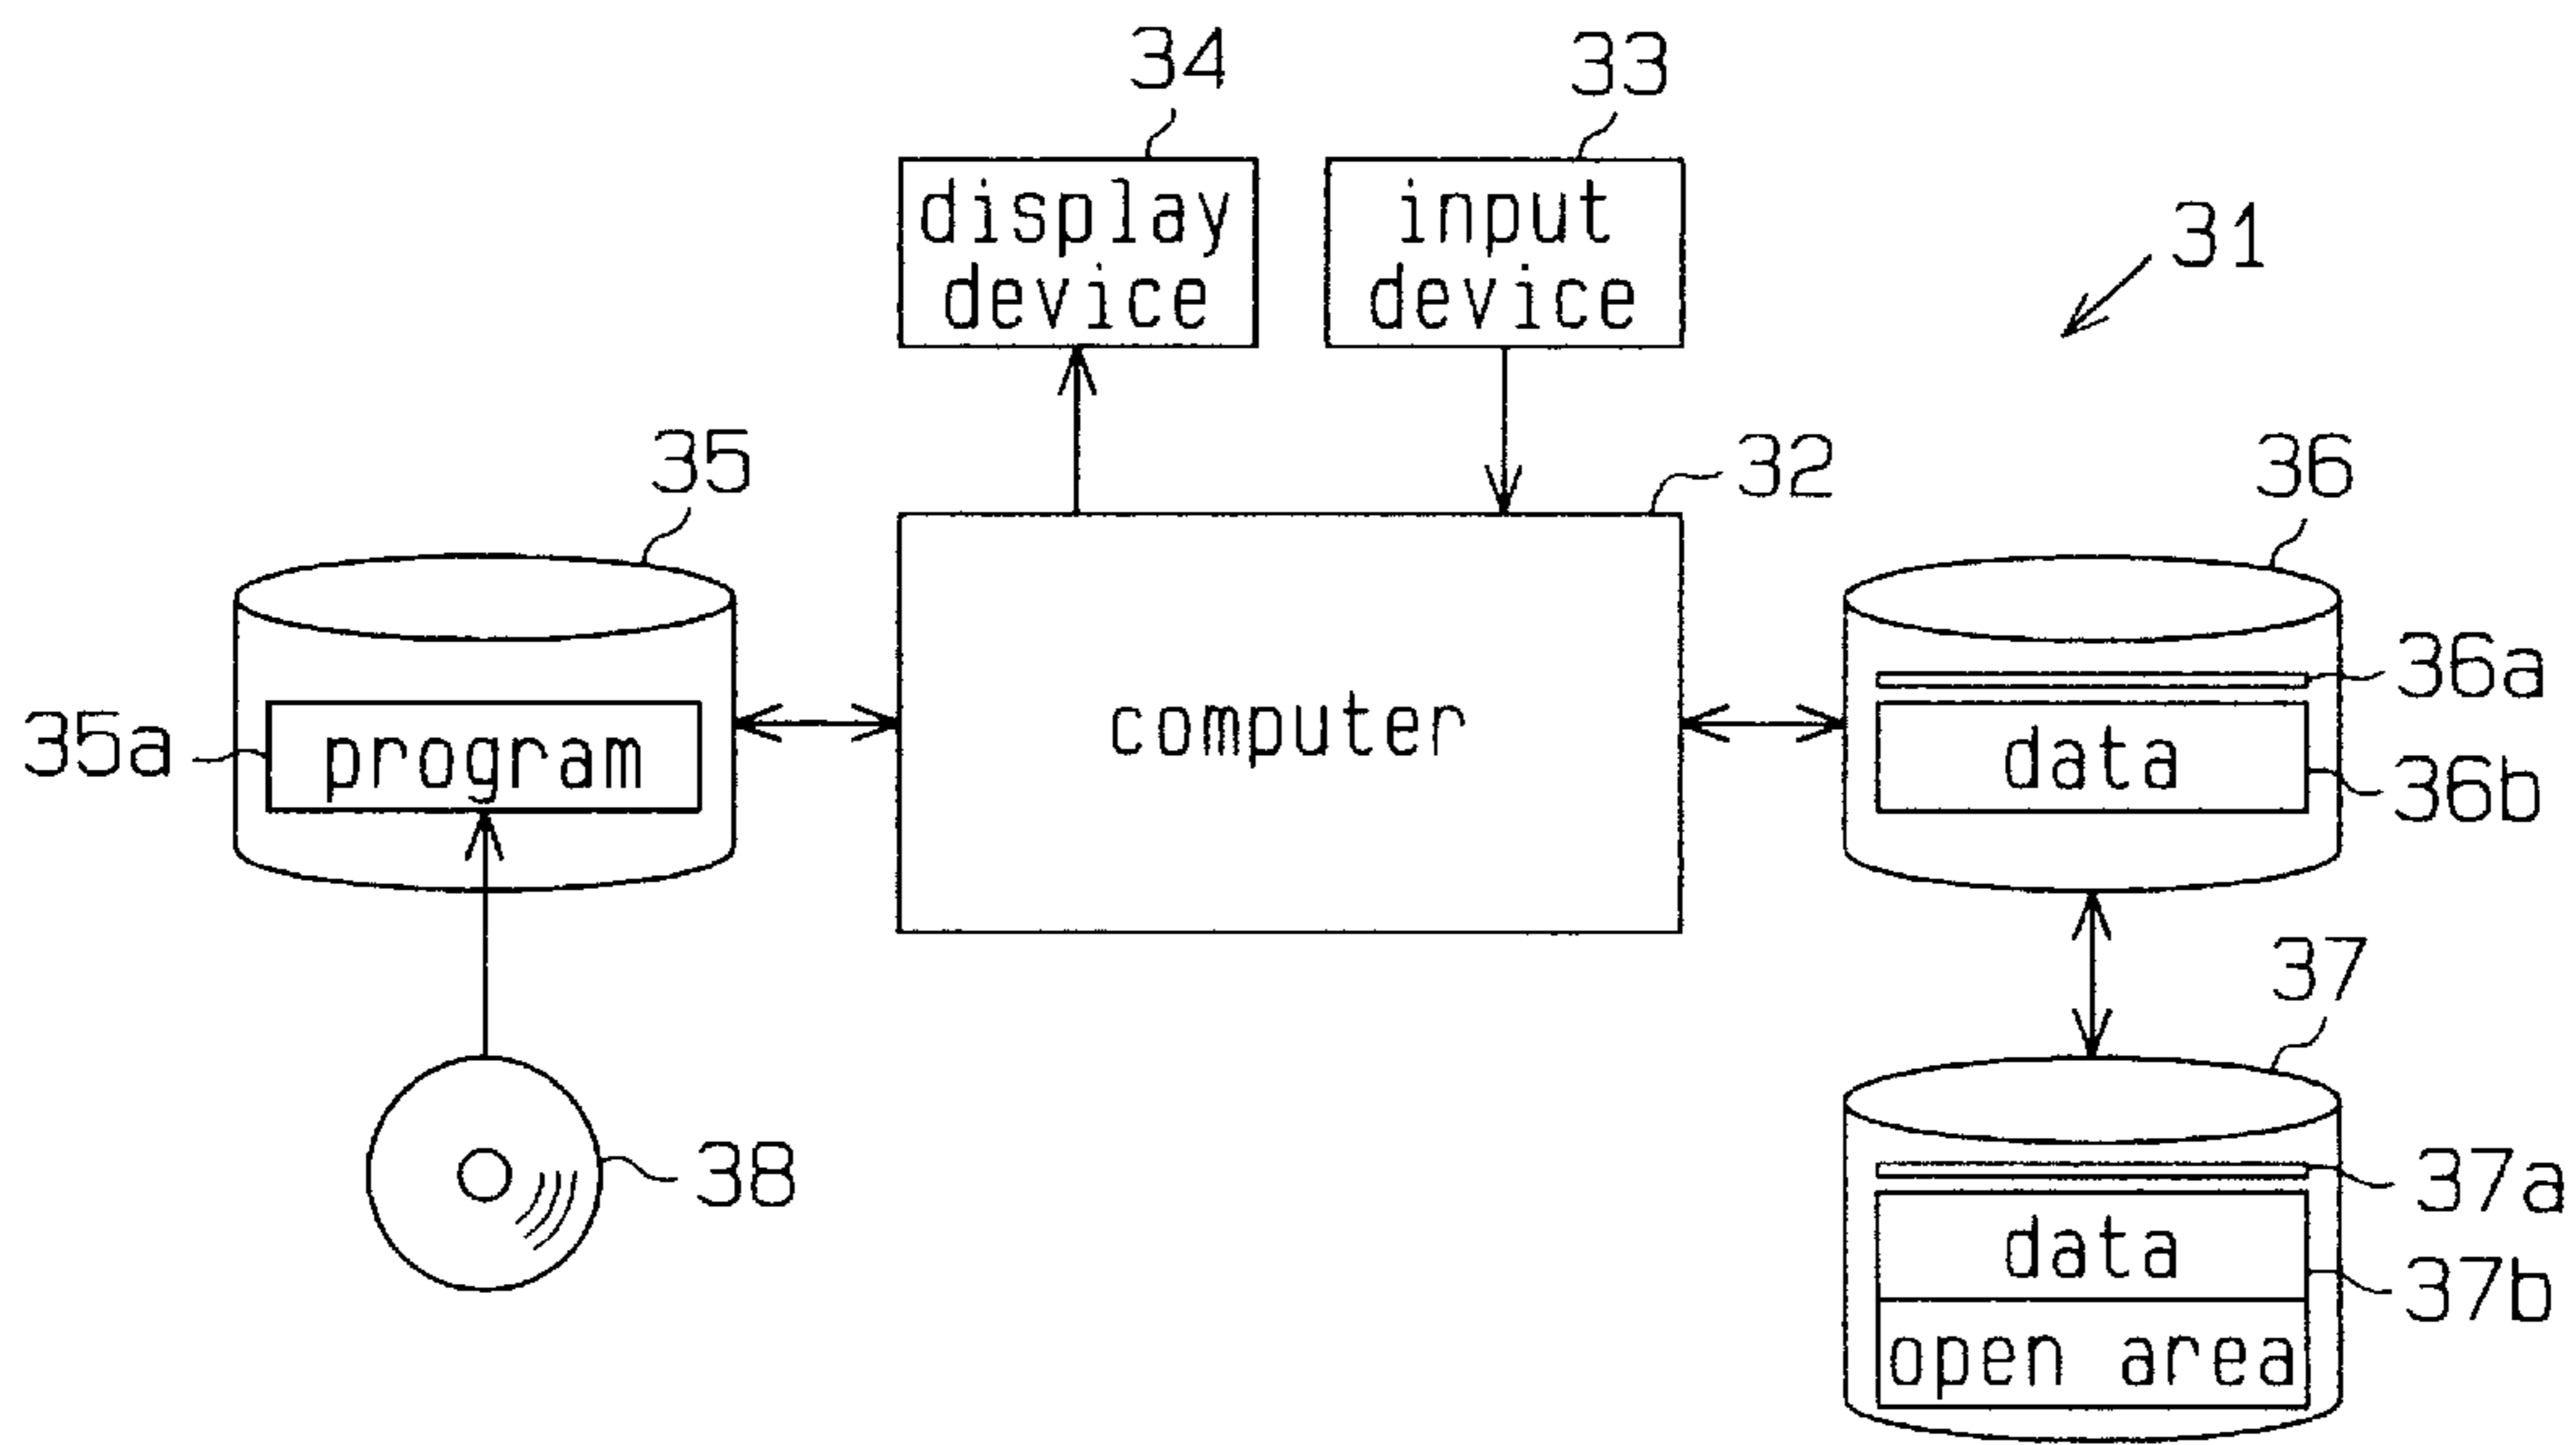 34
33
display
device
input
device
31
35
32
36
36a
35a
program
computer
data
36b
37
38
37a
data
37b
open area